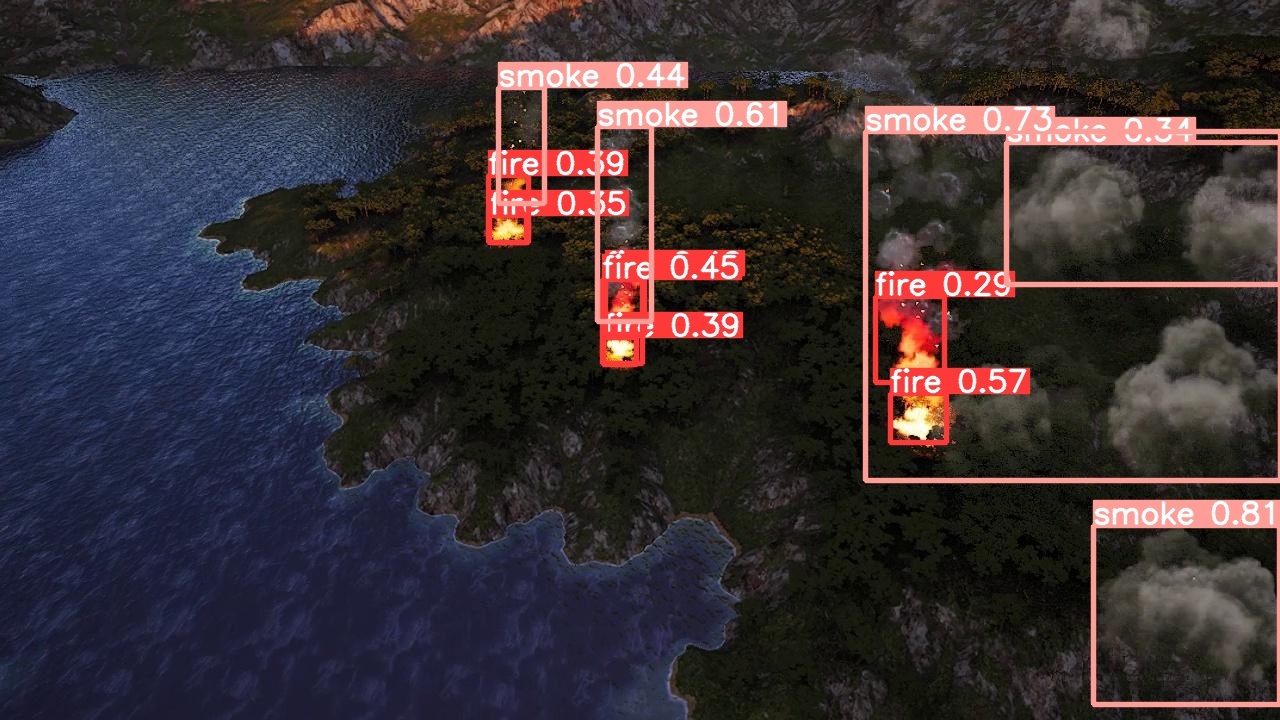 smoke 0.44
smoke 0.61
smoke 0.73
smoke 0.34
fire 0.39
fire 0.35
fire 0.45
fire 0.29
fire 0.39
fire 0.57
smoke 0.81